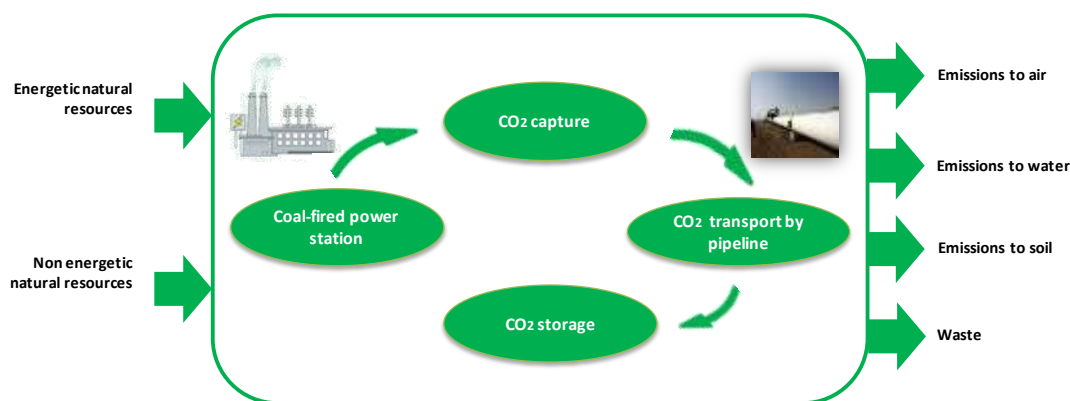 Energetic natural
resources
Non energetic
natural resources
CO2 capture
Coal-fired power
station
CO2 transport by
pipeline
CO2 storage
Emissions to air
Emissions to water
Emissions to soil
Waste